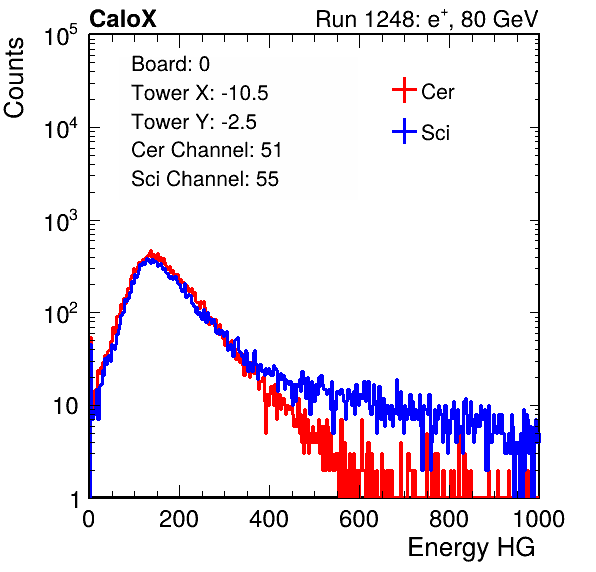 CaloX Run 1248: e⁺, 80 GeV
Counts
10⁵
10⁴
10³
10²
10
1
Board: 0
Tower X: -10.5
Tower Y: -2.5
Cer Channel: 51
Sci Channel: 55
Cer
Sci
0 200 400 600 800 1000
Energy HG